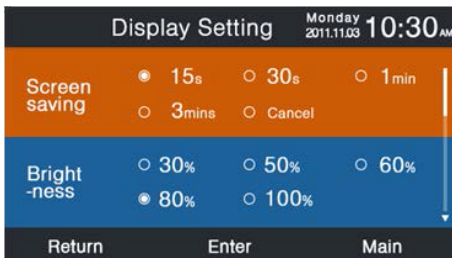 Display Setting Monday 2011.11.03 10:30AM
Screen saving
15s 30s 1min
3mins Cancel
Bright-ness
30% 50% 60%
80% 100%
Return Enter Main